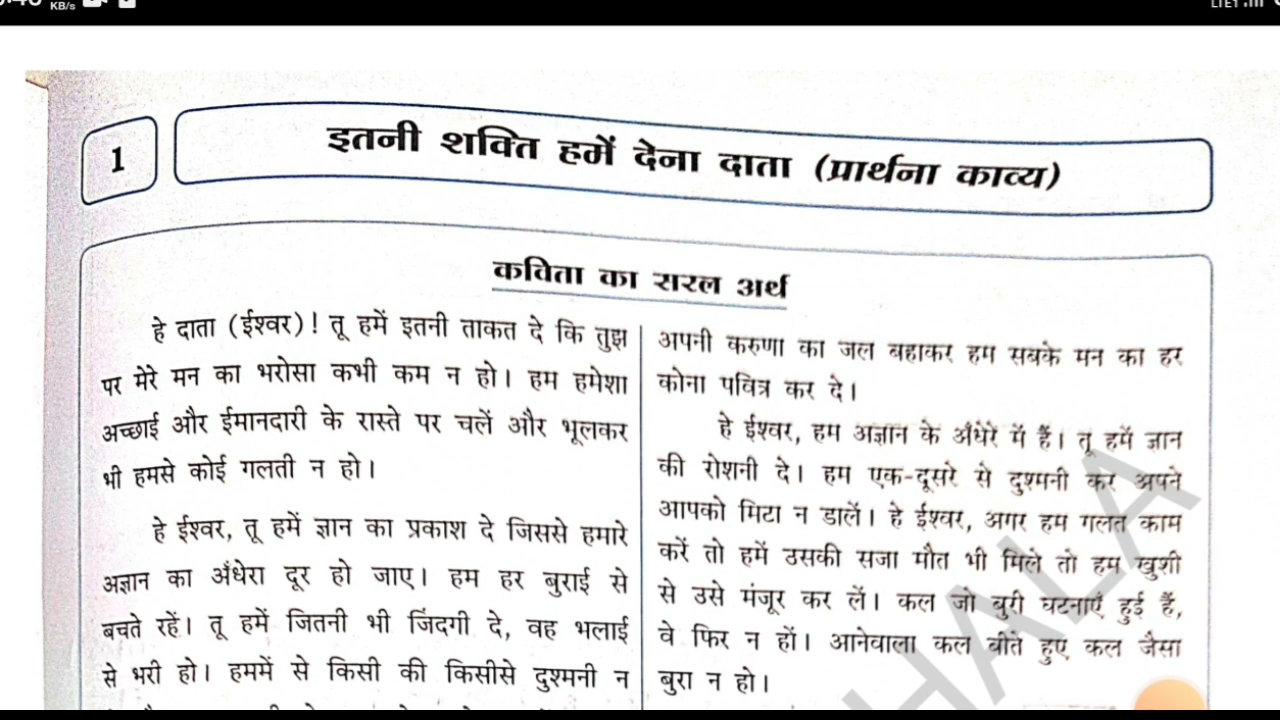 KB/s
1
इतनी शक्ति हमें देना दाता (प्रार्थना काव्य)
कविता का सरल अर्थ
हे दाता (ईश्वर)! तू हमें इतनी ताकत दे कि तुझ
पर मेरे मन का भरोसा कभी कम न हो। हम हमेशा
अच्छाई और ईमानदारी के रास्ते पर चलें और भूलकर
भी हमसे कोई गलती न हो।
हे ईश्वर, तू हमें ज्ञान का प्रकाश दे जिससे हमारे
अज्ञान का अँधेरा दूर हो जाए। हम हर बुराई से
बचते रहें। तू हमें जितनी भी जिंदगी दे, वह भलाई
से भरी हो। हममें से किसी की किसीसे दुश्मनी न
अपनी करुणा का जल बहाकर हम सबके मन का हर
कोना पवित्र कर दे।
हे ईश्वर, हम अज्ञान के अँधेरे में हैं। तू हमें ज्ञान
की रोशनी दे। हम एक-दूसरे से दुश्मनी कर अपने
आपको मिटा न डालें। हे ईश्वर, अगर हम गलत काम
करें तो हमें उसकी सजा मौत भी मिले तो हम खुशी
से उसे मंजूर कर लें। कल जो बुरी घटनाएँ हुई हैं,
वे फिर न हों। आनेवाला कल बीते हुए कल जैसा
बुरा न हो।
HALA